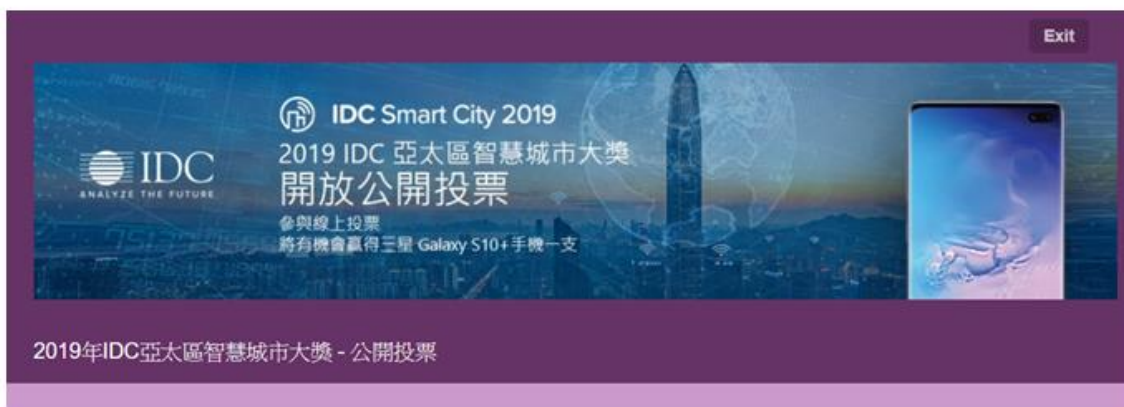 Exit
IDC Smart City 2019
2019 IDC 亞太區智慧城市大獎
開放公開投票
參與線上投票
將有機會贏得三星 Galaxy S10+手機一支
IDC
ANALYZE THE FUTURE
2019年IDC亞太區智慧城市大獎 - 公開投票